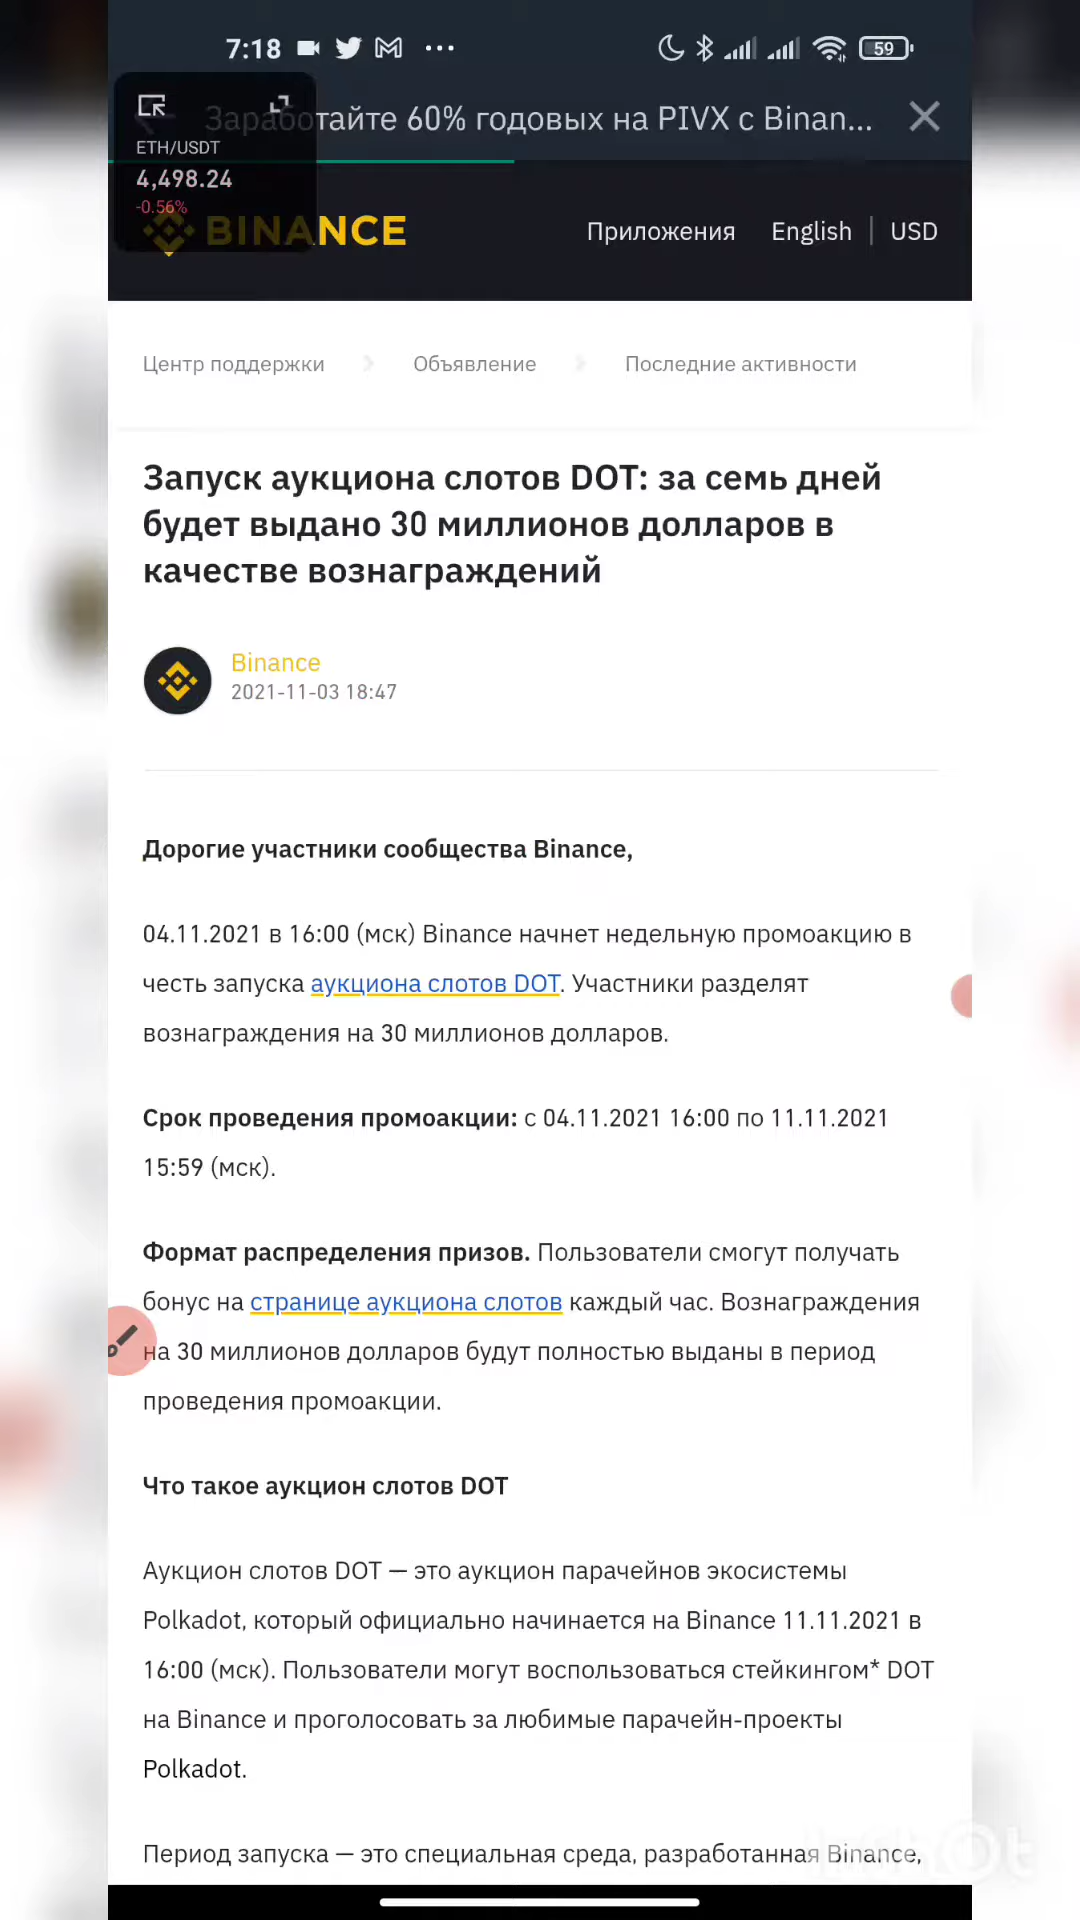 7:18
59
Заработайте 60% годовых на PIVX с Binan...
ETH/USDT
4,498.24
-0.56%
BINANCE
Приложения English | USD
Центр поддержки > Объявление > Последние активности
Запуск аукциона слотов DOT: за семь дней
будет выдано 30 миллионов долларов в
качестве вознаграждений
Binance
2021-11-03 18:47
Дорогие участники сообщества Binance,
04.11.2021 в 16:00 (мск) Binance начнет недельную промоакцию в
честь запуска аукциона слотов DOT. Участники разделят
вознаграждения на 30 миллионов долларов.
Срок проведения промоакции: с 04.11.2021 16:00 по 11.11.2021
15:59 (мск).
Формат распределения призов. Пользователи смогут получать
бонус на странице аукциона слотов каждый час. Вознаграждения
на 30 миллионов долларов будут полностью выданы в период
проведения промоакции.
Что такое аукцион слотов DOT
Аукцион слотов DOT — это аукцион парачейнов экосистемы
Polkadot, который официально начинается на Binance 11.11.2021 в
16:00 (мск). Пользователи могут воспользоваться стейкингом* DOT
на Binance и проголосовать за любимые парачейн-проекты
Polkadot.
Период запуска — это специальная среда, разработанная Binance,